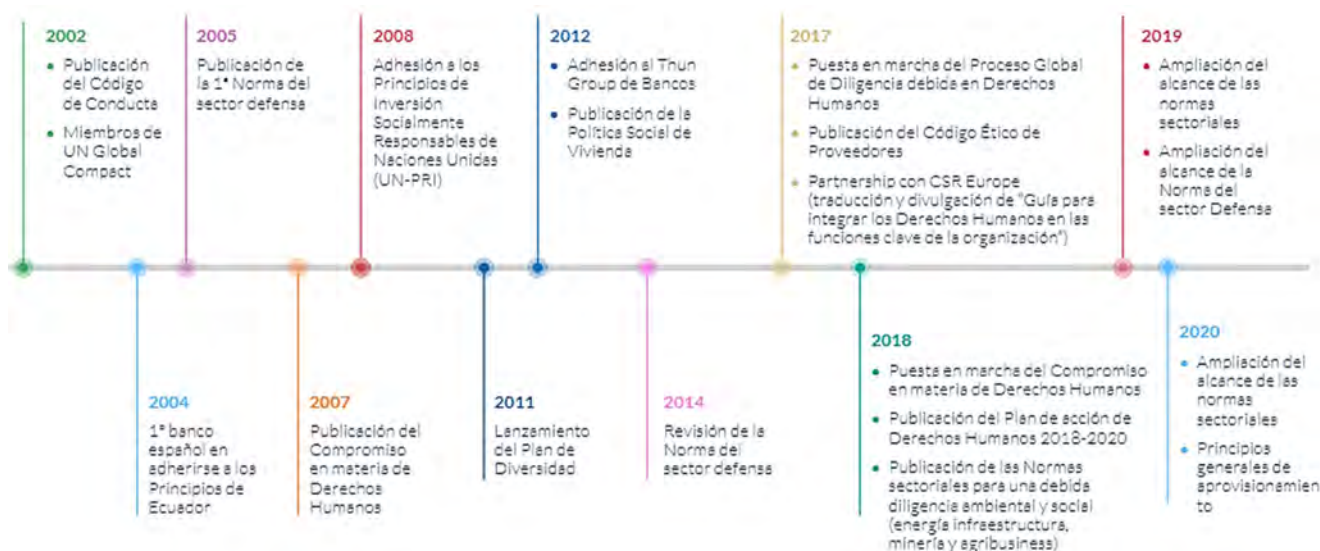 2002
• Publicación
del Código
de Conducta
• Miembros de
UN Global
Compact
2005
Publicación de
la 1ª Norma del
sector defensa
2008
Adhesión a los
Principios de
Inversión
Socialmente
Responsables de
Naciones Unidas
(UN-PRI)
2012
• Adhesión al Thun
Group de Bancos
• Publicación de la
Política Social de
Vivienda
2017
• Puesta en marcha del Proceso Global
de Diligencia debida en Derechos
Humanos
• Publicación del Código Ético de
Proveedores
• Partnership con CSR Europe
(traducción y divulgación de "Guía para
integrar los Derechos Humanos en las
funciones clave de la organización")
2019
• Ampliación del
alcance de las
normas
sectoriales
• Ampliación del
alcance de la
Norma del
sector Defensa
2004
1º banco
español en
adherirse a los
Principios de
Ecuador
2007
Publicación del
Compromiso
en materia de
Derechos
Humanos
2011
Lanzamiento
del Plan de
Diversidad
2014
Revisión de la
Norma del
sector defensa
2018
• Puesta en marcha del Compromiso
en materia de Derechos Humanos
• Publicación del Plan de acción de
Derechos Humanos 2018-2020
• Publicación de las Normas
sectoriales para una debida
diligencia ambiental y social
(energía infraestructura,
minería y agribusiness)
2020
• Ampliación del
alcance de las
normas
sectoriales
• Principios
generales de
aprovisionamien
to